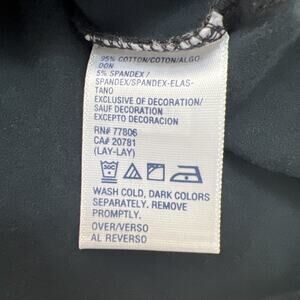 95% COTTON/COTON/ALGO-
DON
5% SPANDEX/
SPANDEX/SPANDEX-ELAS-
TANO
EXCLUSIVE OF DECORATION/
SAUF DECORATION
EXCEPTO DECORACION
RN# 77806
CA# 20781
(LAY-LAY)
WASH COLD, DARK COLORS
SEPARATELY. REMOVE
PROMPTLY.
OVER/VERSO
AL REVERSO